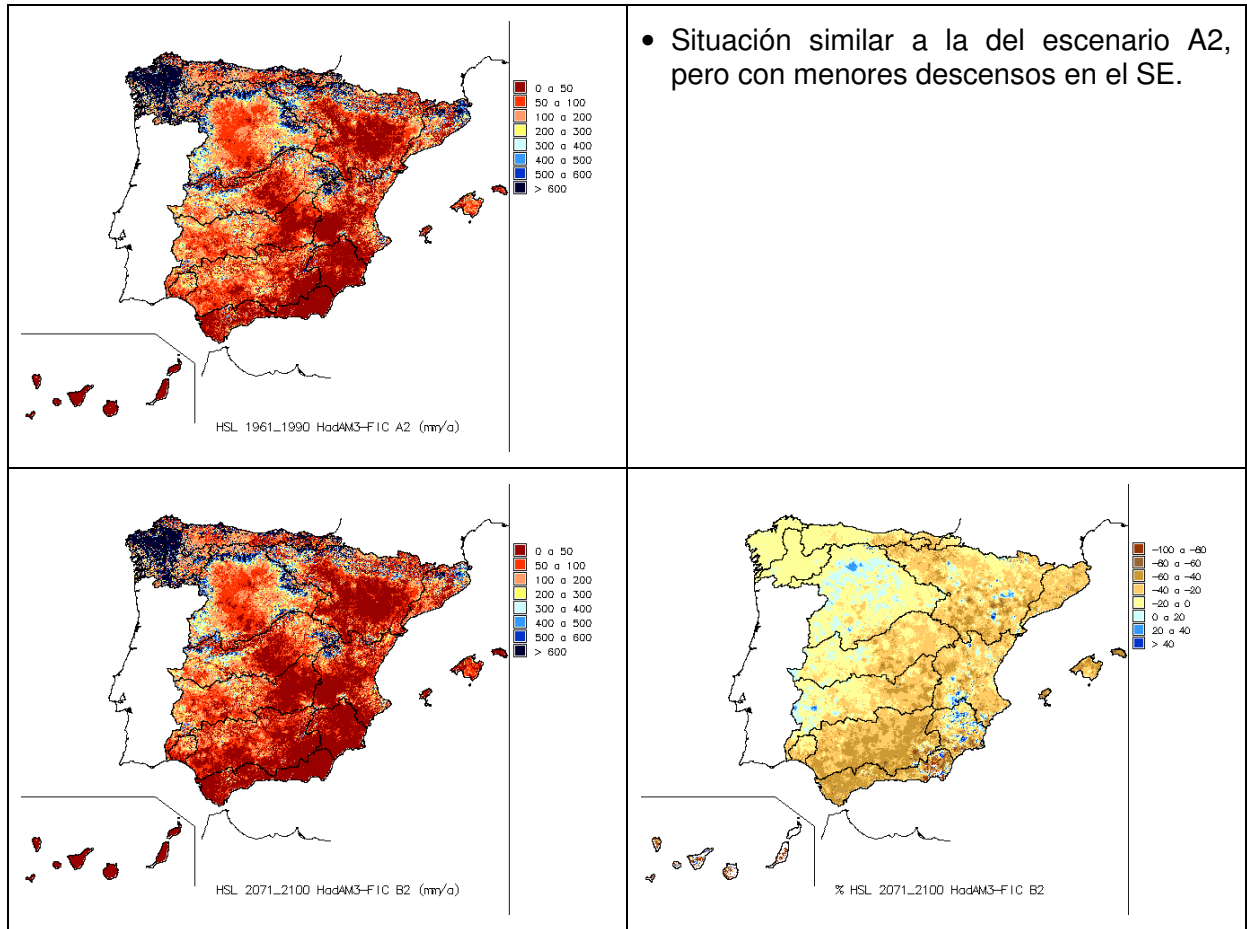 0 a 50
50 a 100
100 a 200
200 a 300
300 a 400
400 a 500
500 a 600
> 600
HSL 1961_1990 HadAM3-FIC A2 (mm/a)
• Situación similar a la del escenario A2,
pero con menores descensos en el SE.
0 a 50
50 a 100
100 a 200
200 a 300
300 a 400
400 a 500
500 a 600
> 600
HSL 2071_2100 HadAM3-FIC B2 (mm/a)
-100 a -80
-80 a -60
-60 a -40
-40 a -20
-20 a 0
0 a 20
20 a 40
> 40
% HSL 2071_2100 HadAM3-FIC B2